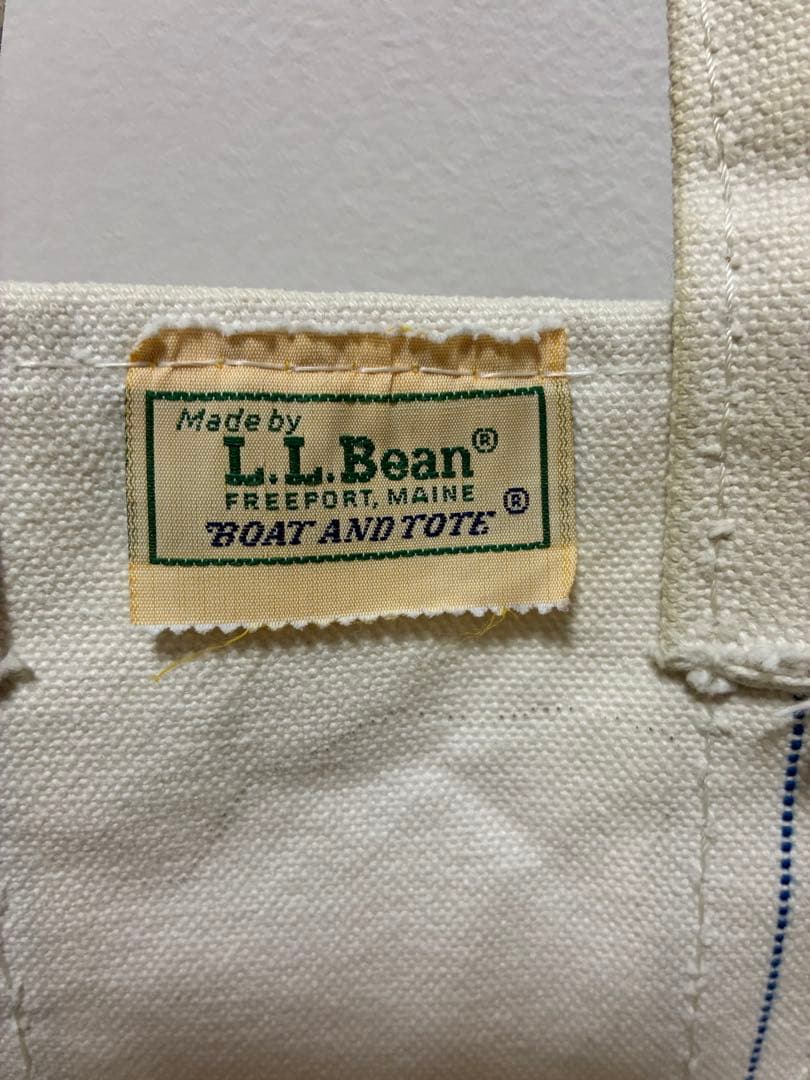 Made by
L.L.Bean®
FREEPORT, MAINE
"BOAT AND TOTE" ®